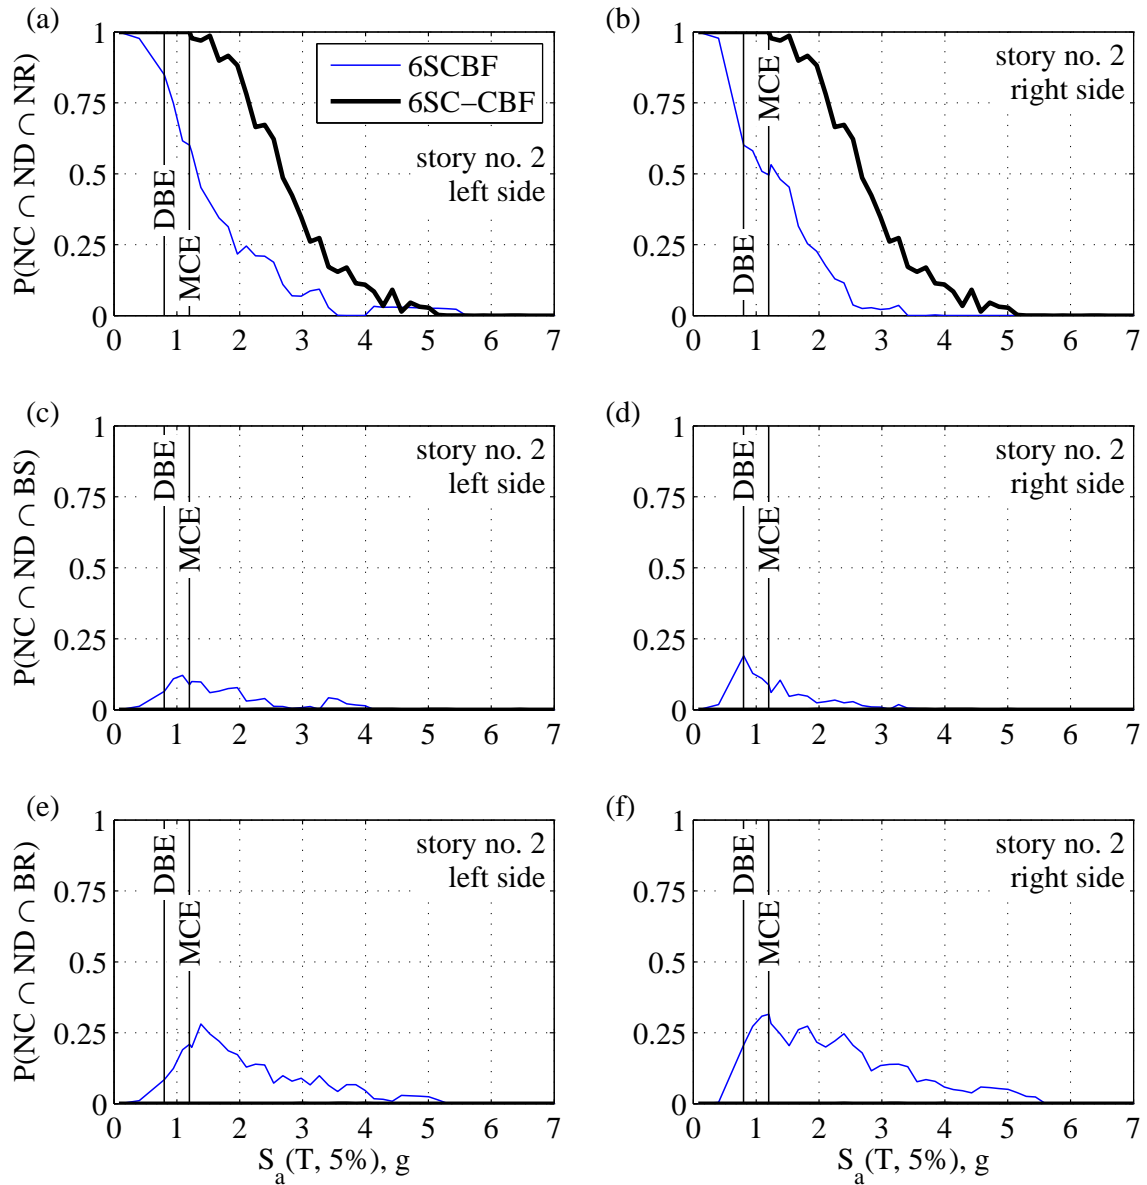 (a)
P(NC ∩ ND ∩ NR)
1
0.75
0.5
0.25
0
0 1 2 3 4 5 6 7
DBE
MCE
6SCBF
6SC−CBF
story no. 2
left side
(b)
1
0.75
0.5
0.25
0
0 1 2 3 4 5 6 7
DBE
MCE
story no. 2
right side
(c)
P(NC ∩ ND ∩ BS)
1
0.75
0.5
0.25
0
0 1 2 3 4 5 6 7
DBE
MCE
story no. 2
left side
(d)
1
0.75
0.5
0.25
0
0 1 2 3 4 5 6 7
DBE
MCE
story no. 2
right side
(e)
P(NC ∩ ND ∩ BR)
1
0.75
0.5
0.25
0
0 1 2 3 4 5 6 7
DBE
MCE
story no. 2
left side
S_a(T, 5%), g
(f)
1
0.75
0.5
0.25
0
0 1 2 3 4 5 6 7
DBE
MCE
story no. 2
right side
S_a(T, 5%), g